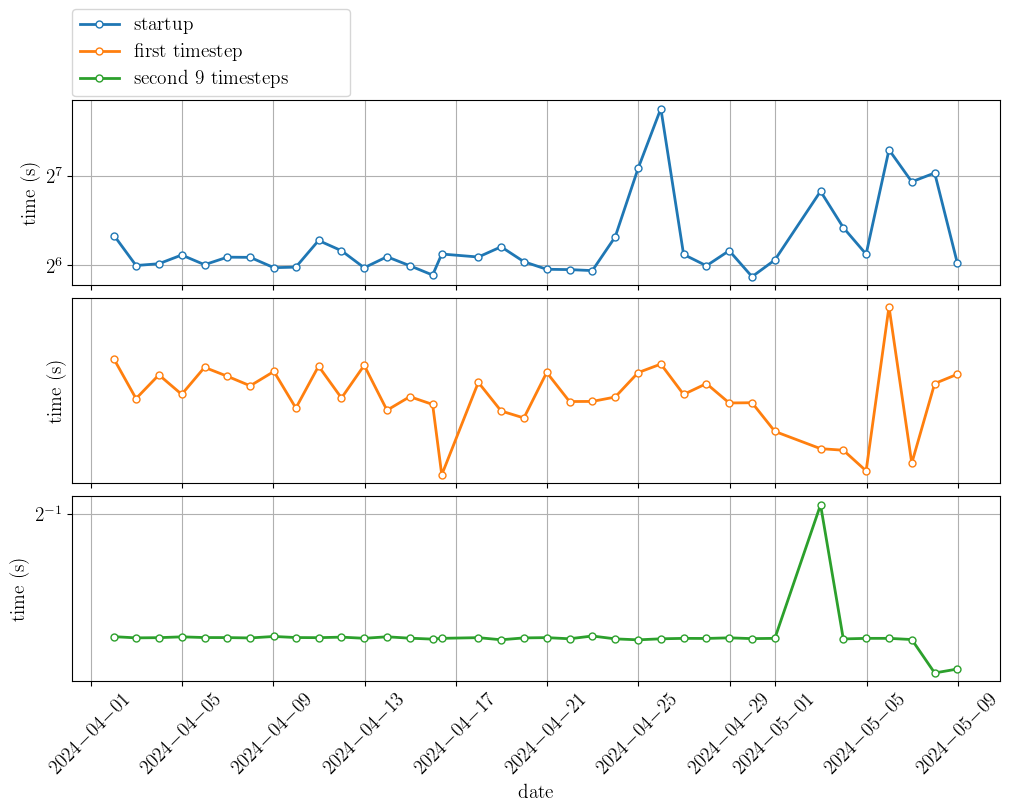 startup
first timestep
second 9 timesteps
time (s)
2^7
2^6
time (s)
time (s)
2^−1
2024−04−01
2024−04−05
2024−04−09
2024−04−13
2024−04−17
2024−04−21
2024−04−25
2024−04−29
2024−05−01
2024−05−05
2024−05−09
date